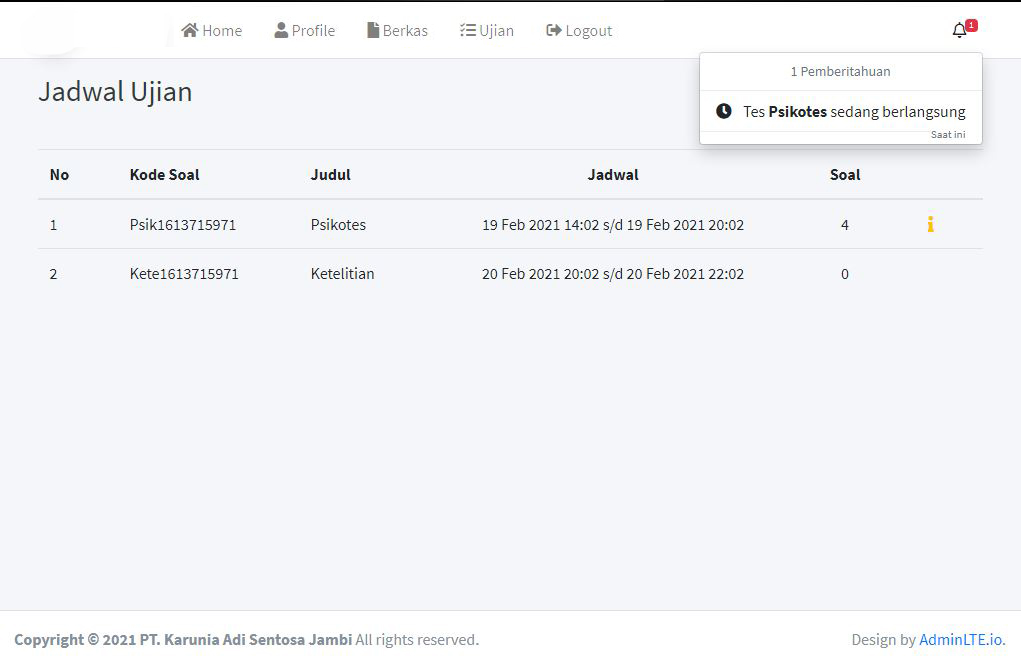 Home Profile Berkas Ujian Logout 1
1 Pemberitahuan
Tes Psikotes sedang berlangsung
Saat ini
Jadwal Ujian
No Kode Soal Judul Jadwal Soal
1 Psik1613715971 Psikotes 19 Feb 2021 14:02 s/d 19 Feb 2021 20:02 4
2 Kete1613715971 Ketelitian 20 Feb 2021 20:02 s/d 20 Feb 2021 22:02 0
Copyright © 2021 PT. Karunia Adi Sentosa Jambi All rights reserved. Design by AdminLTE.io.